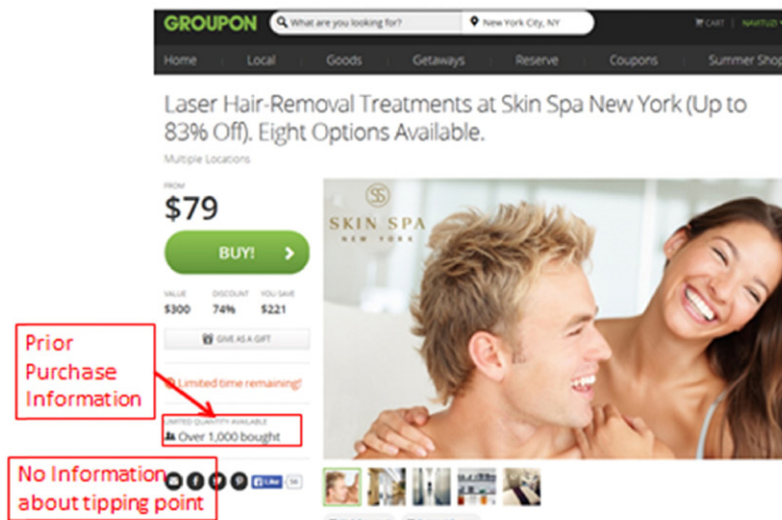 GROUPON
What are you looking for?
New York City, NY
CART
Home
Local
Goods
Getaways
Reserve
Coupons
Summer Shop
Laser Hair-Removal Treatments at Skin Spa New York (Up to
83% Off). Eight Options Available.
Multiple Locations
FROM
$79
BUY!
VALUE DISCOUNT YOU SAVE
$300 74% $221
GIVE AS A GIFT
Limited time remaining!
LIMITED QUANTITY AVAILABLE
Over 1,000 bought
SKIN SPA
NEW YORK
Prior
Purchase
Information
No Information
about tipping point
Like